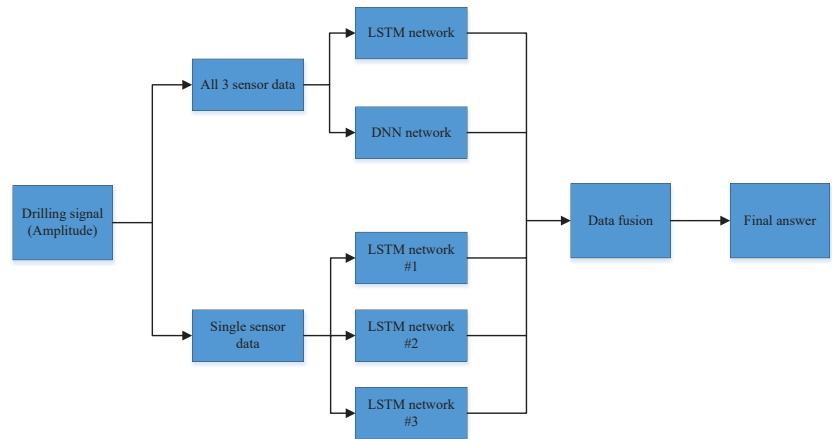 LSTM network
All 3 sensor data
DNN network
Drilling signal
(Amplitude)
Data fusion
Final answer
LSTM network
#1
Single sensor
data
LSTM network
#2
LSTM network
#3